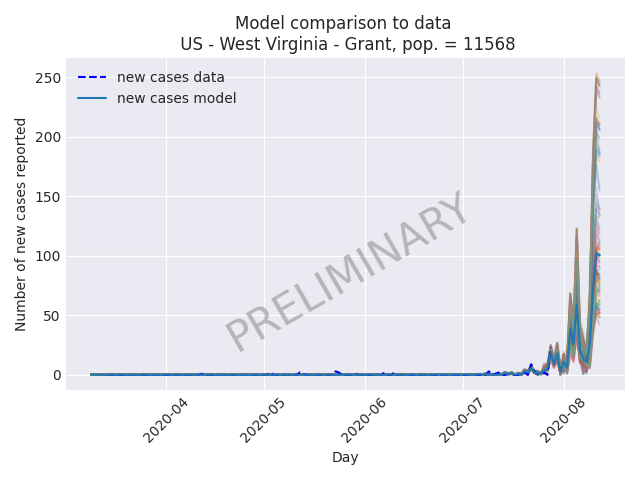 Model comparison to data
US - West Virginia - Grant, pop. = 11568
new cases data
new cases model
Number of new cases reported
250
200
150
100
50
0
PRELIMINARY
2020-04
2020-05
2020-06
2020-07
2020-08
Day